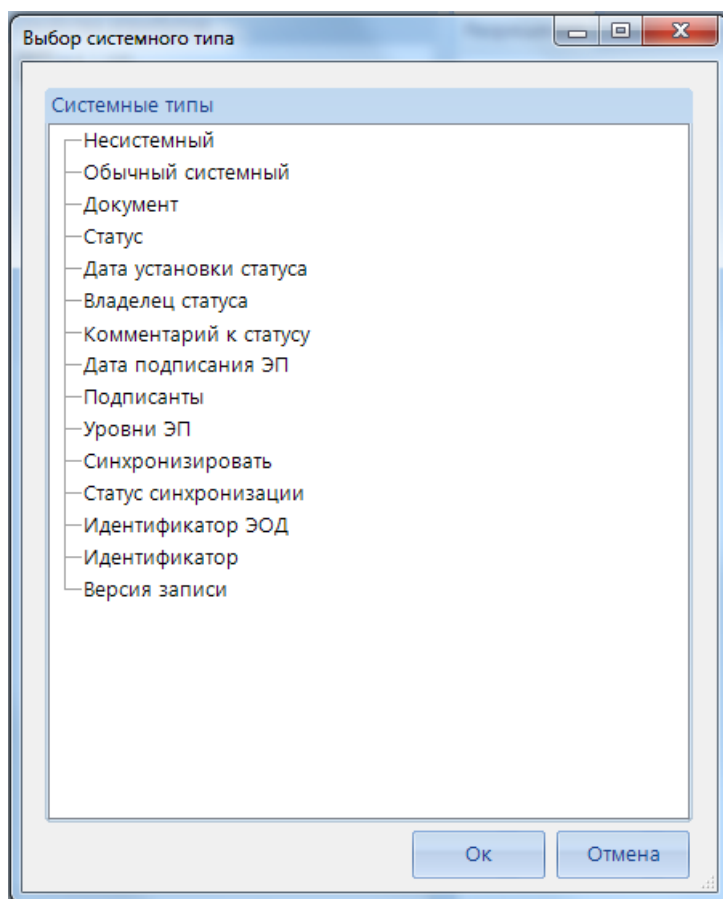 Выбор системного типа
Системные типы
Несистемный
Обычный системный
Документ
Статус
Дата установки статуса
Владелец статуса
Комментарий к статусу
Дата подписания ЭП
Подписанты
Уровни ЭП
Синхронизировать
Статус синхронизации
Идентификатор ЭОД
Идентификатор
Версия записи
Ок Отмена